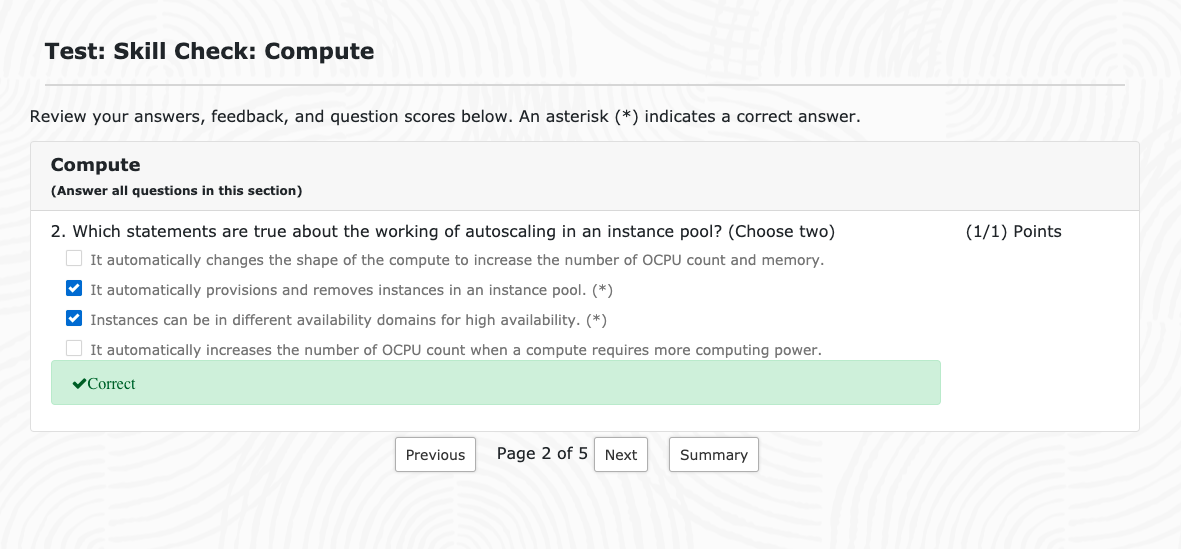 Test: Skill Check: Compute
Review your answers, feedback, and question scores below. An asterisk (*) indicates a correct answer.
Compute
(Answer all questions in this section)
2. Which statements are true about the working of autoscaling in an instance pool? (Choose two) (1/1) Points
It automatically changes the shape of the compute to increase the number of OCPU count and memory.
It automatically provisions and removes instances in an instance pool. (*)
Instances can be in different availability domains for high availability. (*)
It automatically increases the number of OCPU count when a compute requires more computing power.
Correct
Previous Page 2 of 5 Next Summary